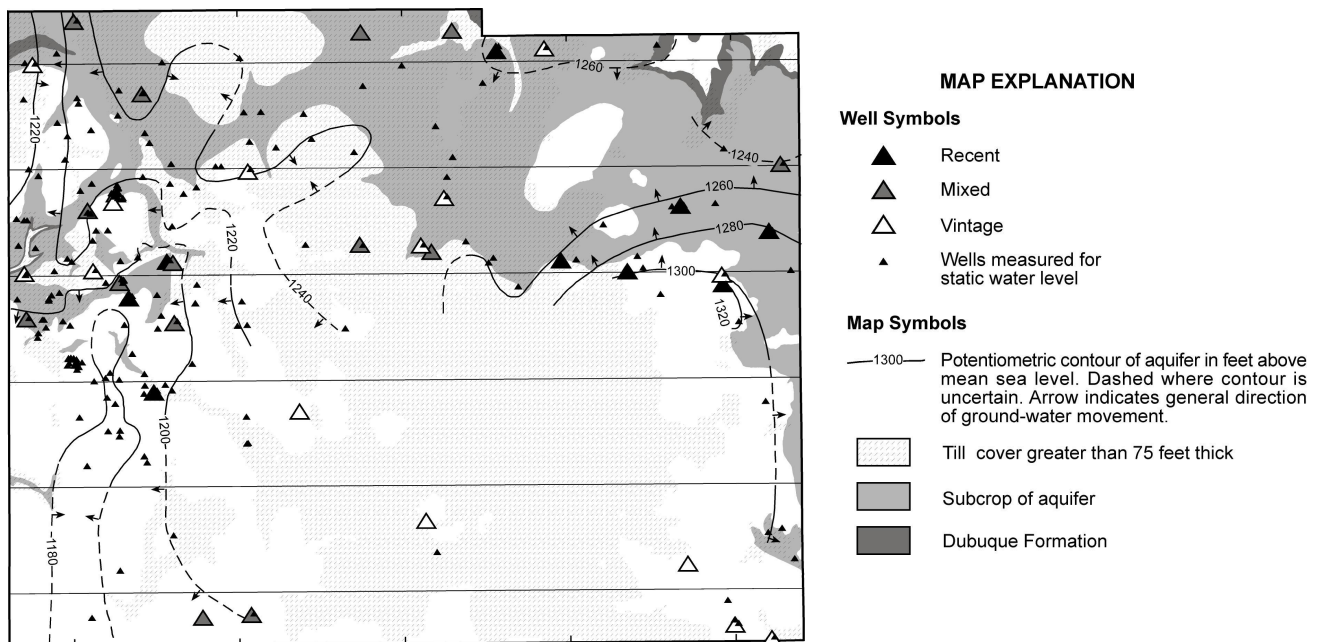 MAP EXPLANATION
Well Symbols
Recent
Mixed
Vintage
Wells measured for
static water level
Map Symbols
1300
Potentiometric contour of aquifer in feet above
mean sea level. Dashed where contour is
uncertain. Arrow indicates general direction
of ground-water movement.
Till cover greater than 75 feet thick
Subcrop of aquifer
Dubuque Formation
1260
1220
1240
1260
1280
1220
1300
1240
1320
1200
1180